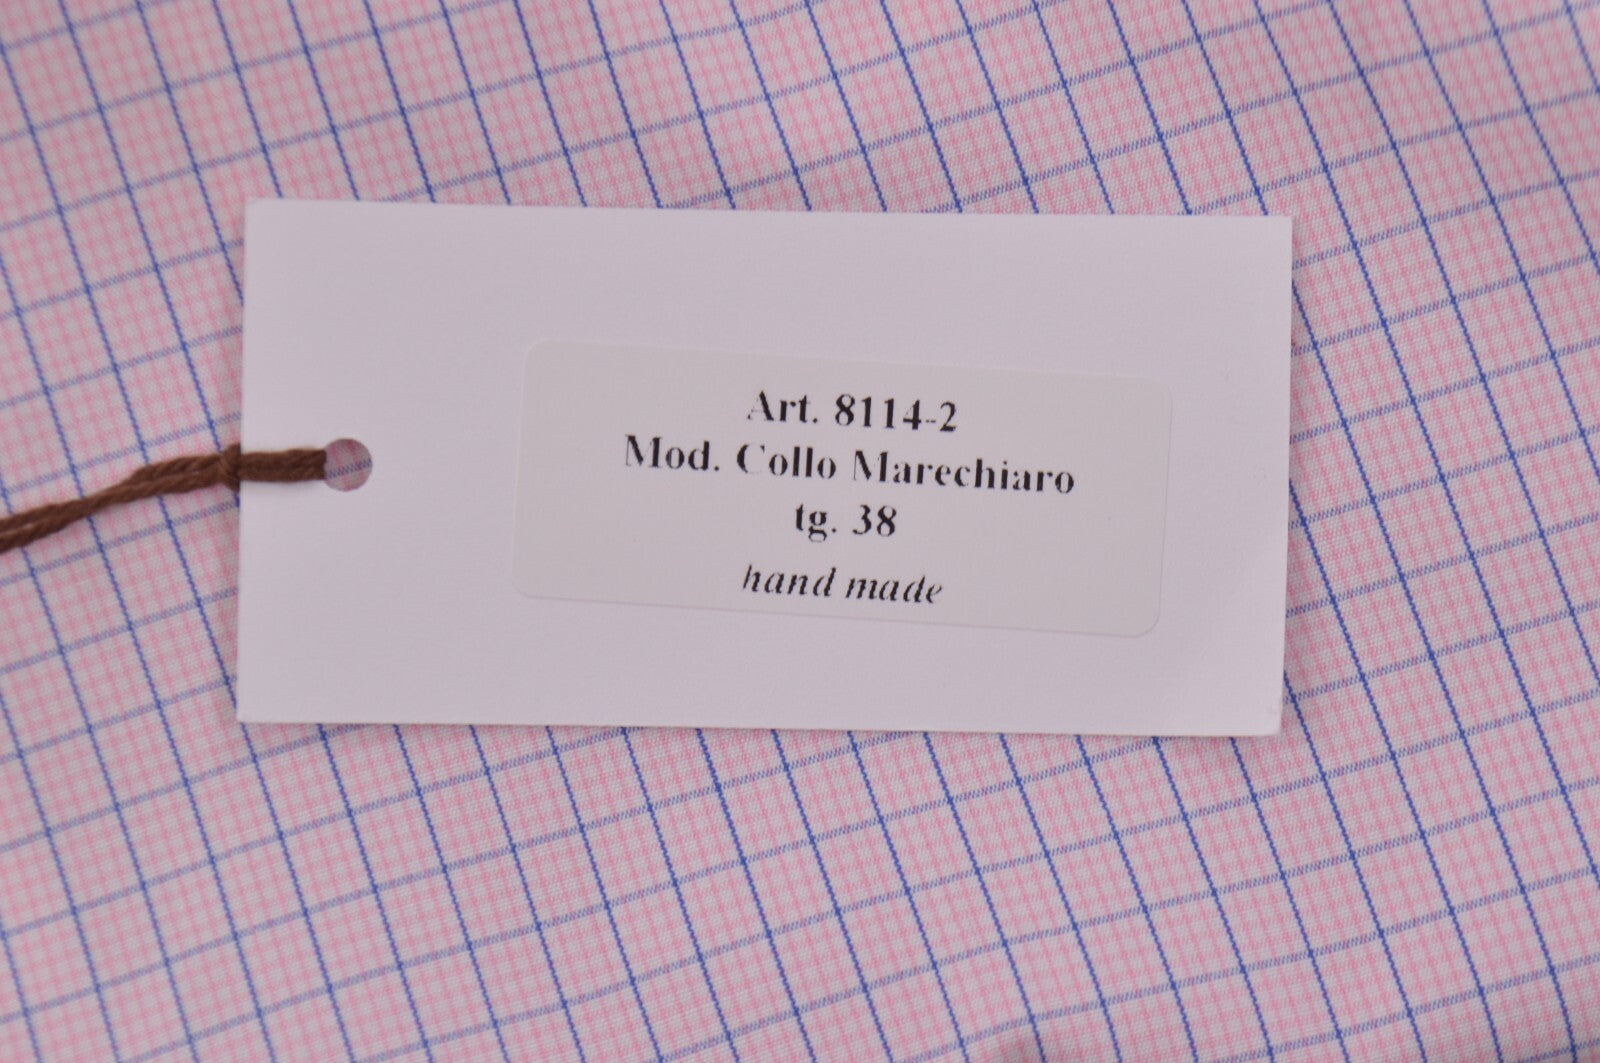 Art. 8114-2
Mod. Collo Marechiaro
tg. 38
hand made